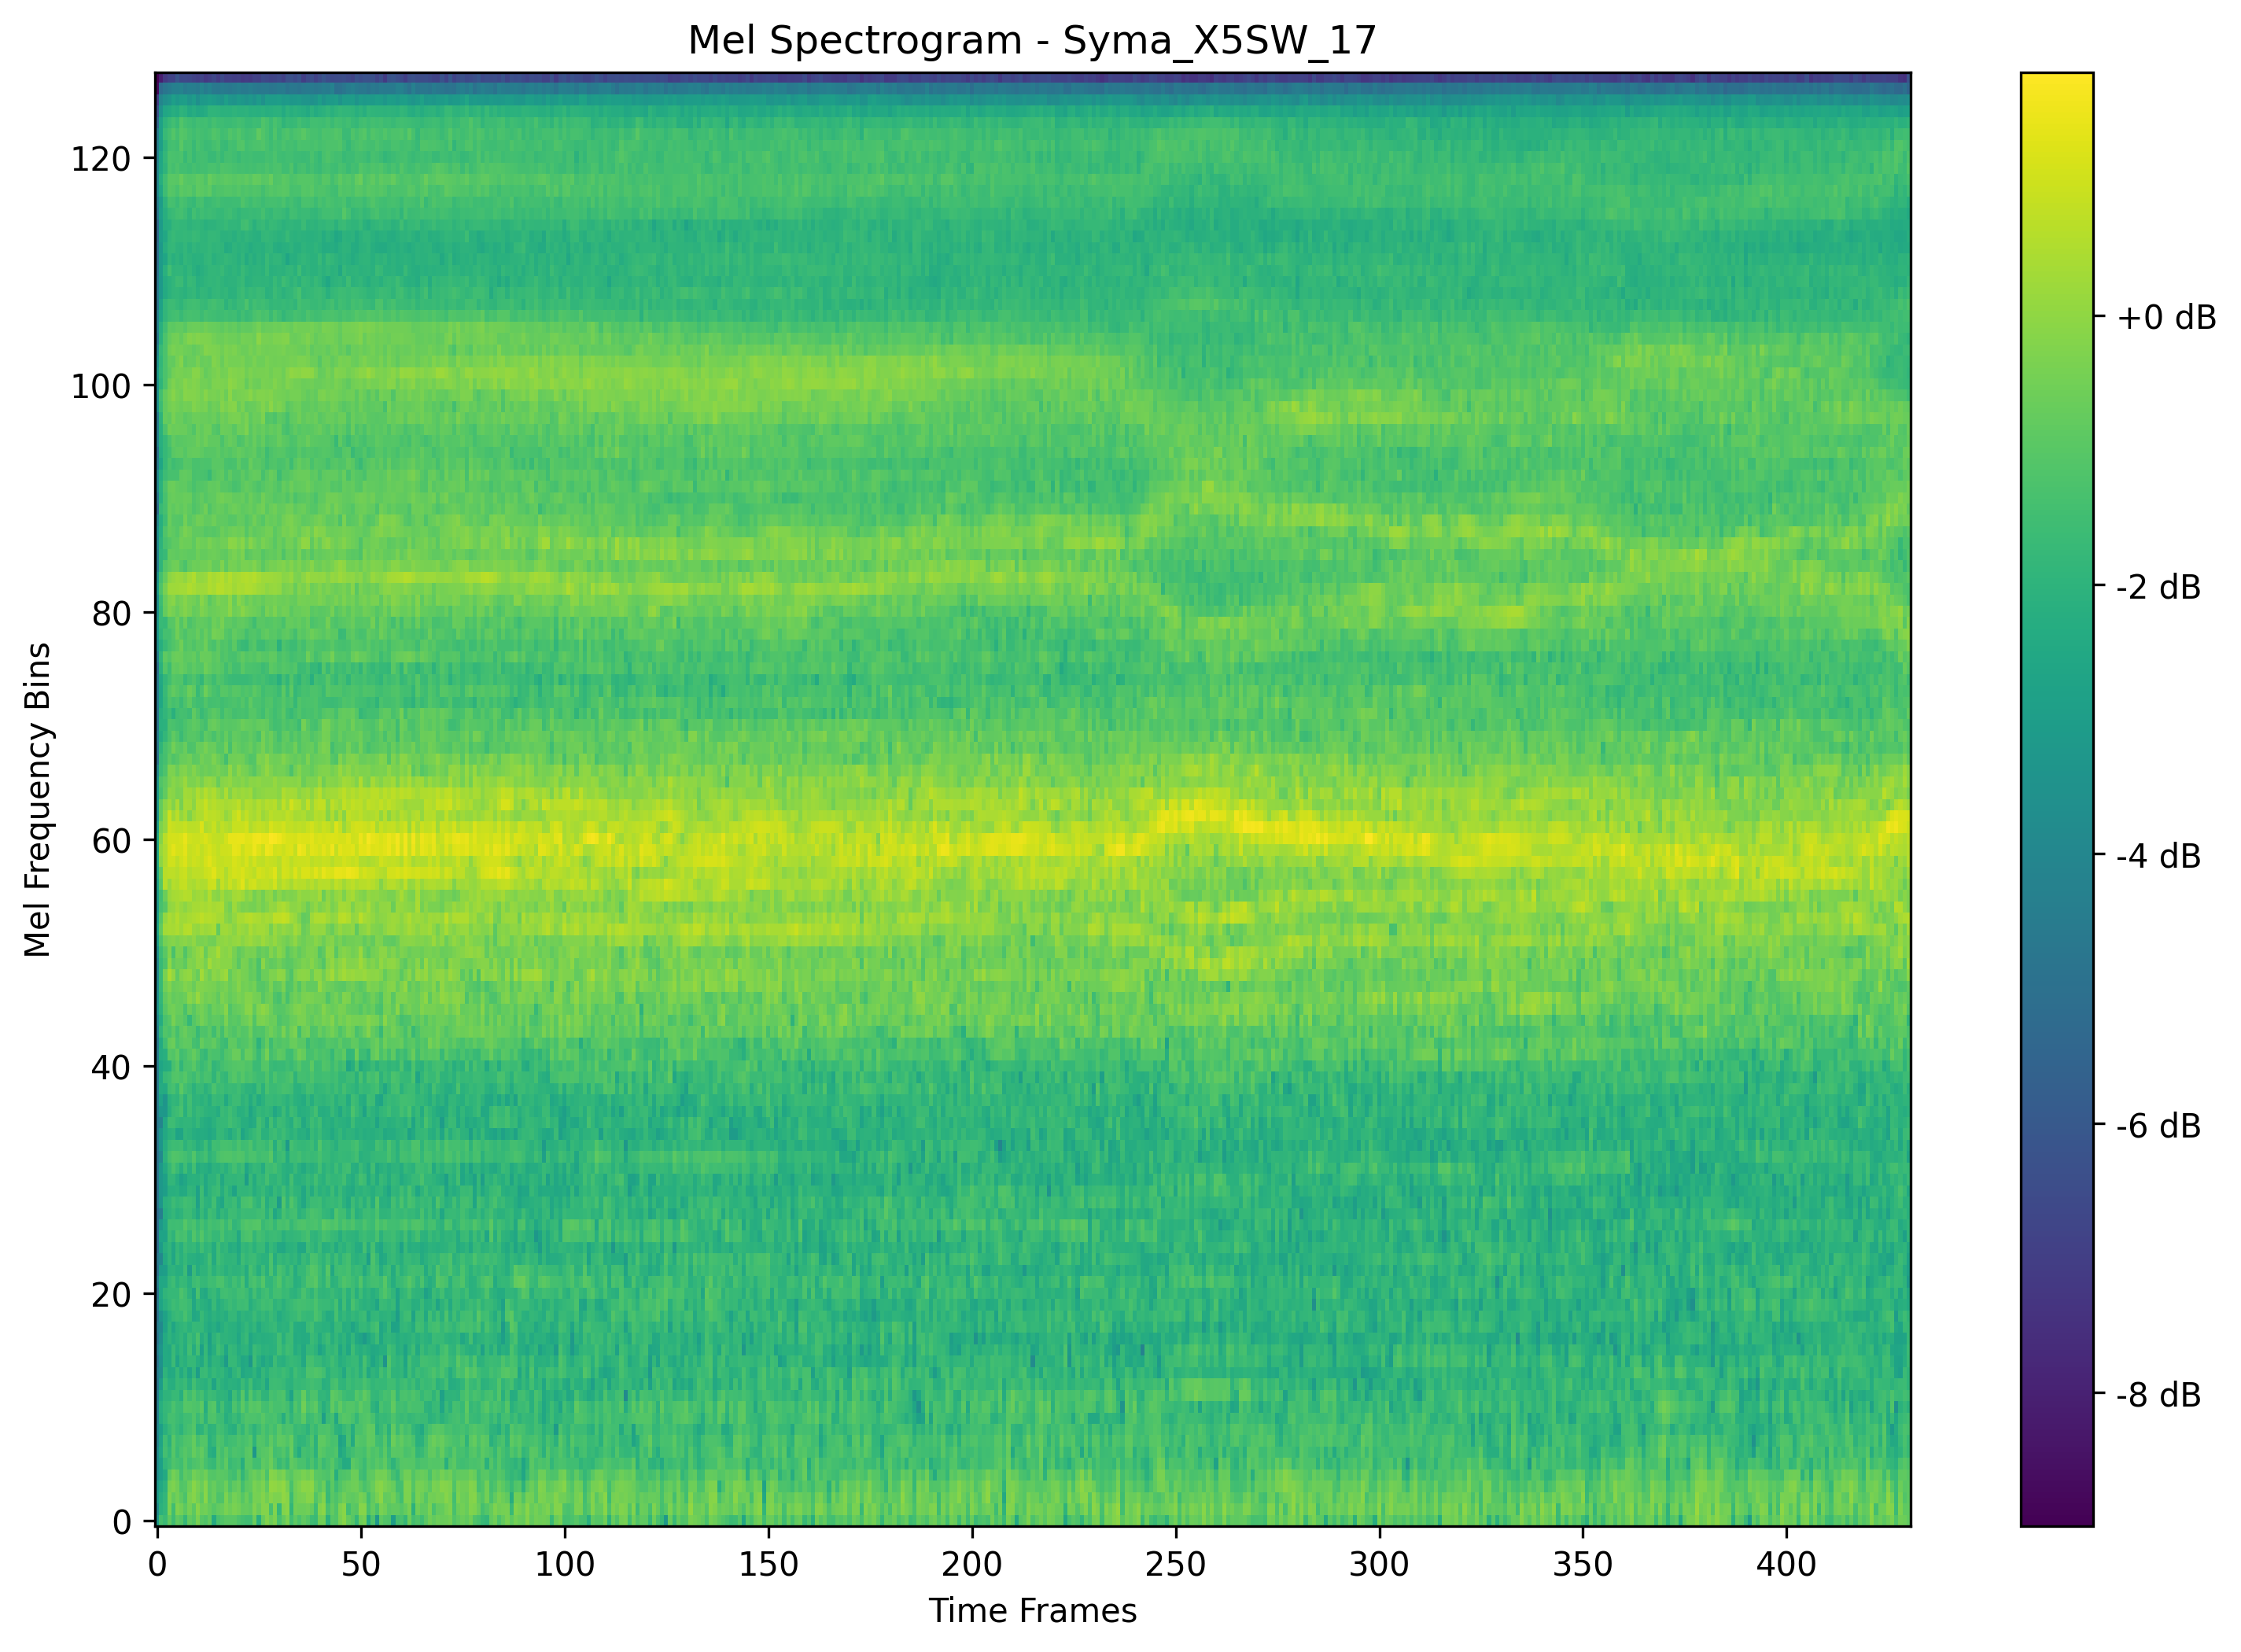 Mel Spectrogram - Syma_X5SW_17
Mel Frequency Bins
120
100
80
60
40
20
0
0 50 100 150 200 250 300 350 400
Time Frames
+0 dB
-2 dB
-4 dB
-6 dB
-8 dB